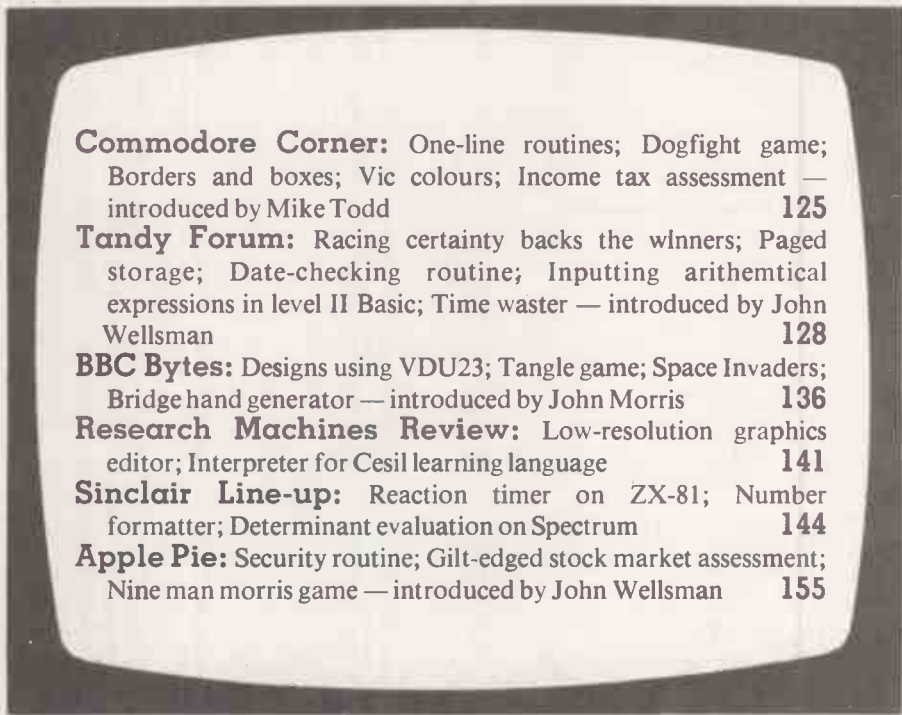 Commodore Corner: One-line routines; Dogfight game;
Borders and boxes; Vic colours; Income tax assessment —
introduced by Mike Todd 125
Tandy Forum: Racing certainty backs the winners; Paged
storage; Date-checking routine; Inputting arithemtical
expressions in level II Basic; Time waster — introduced by John
Wellsman 128
BBC Bytes: Designs using VDU23; Tangle game; Space Invaders;
Bridge hand generator — introduced by John Morris 136
Research Machines Review: Low-resolution graphics
editor; Interpreter for Cesil learning language 141
Sinclair Line-up: Reaction timer on ZX-81; Number
formatter; Determinant evaluation on Spectrum 144
Apple Pie: Security routine; Gilt-edged stock market assessment;
Nine man morris game — introduced by John Wellsman 155